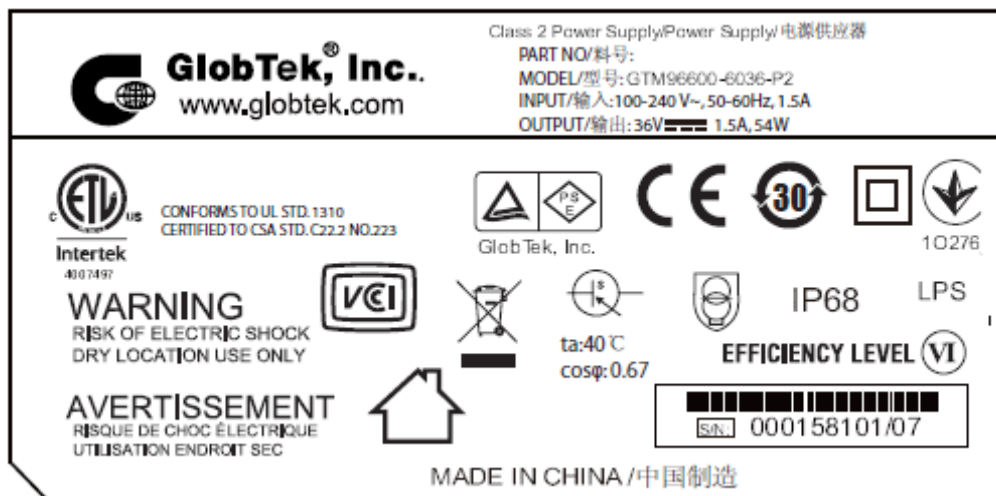 GlobTek, Inc.®
www.globtek.com
Class 2 Power Supply/Power Supply/电源供应器
PART NO/料号:
MODEL/型号: GTM96600-6036-P2
INPUT/输入:100-240 V~, 50-60Hz, 1.5A
OUTPUT/输出: 36V 1.5A, 54W
ETL
C US
Intertek
4007497
CONFORMS TO UL STD. 1310
CERTIFIED TO CSA STD. C22.2 NO.223
PS
E
GlobTek, Inc.
CE
30
10276
WARNING
RISK OF ELECTRIC SHOCK
DRY LOCATION USE ONLY
VCI
S
ta:40℃
cosφ: 0.67
IP68
LPS
EFFICIENCY LEVEL VI
AVERTISSEMENT
RISQUE DE CHOC ÉLECTRIQUE
UTILISATION ENDROIT SEC
S/N.: 000158101/07
MADE IN CHINA /中国制造